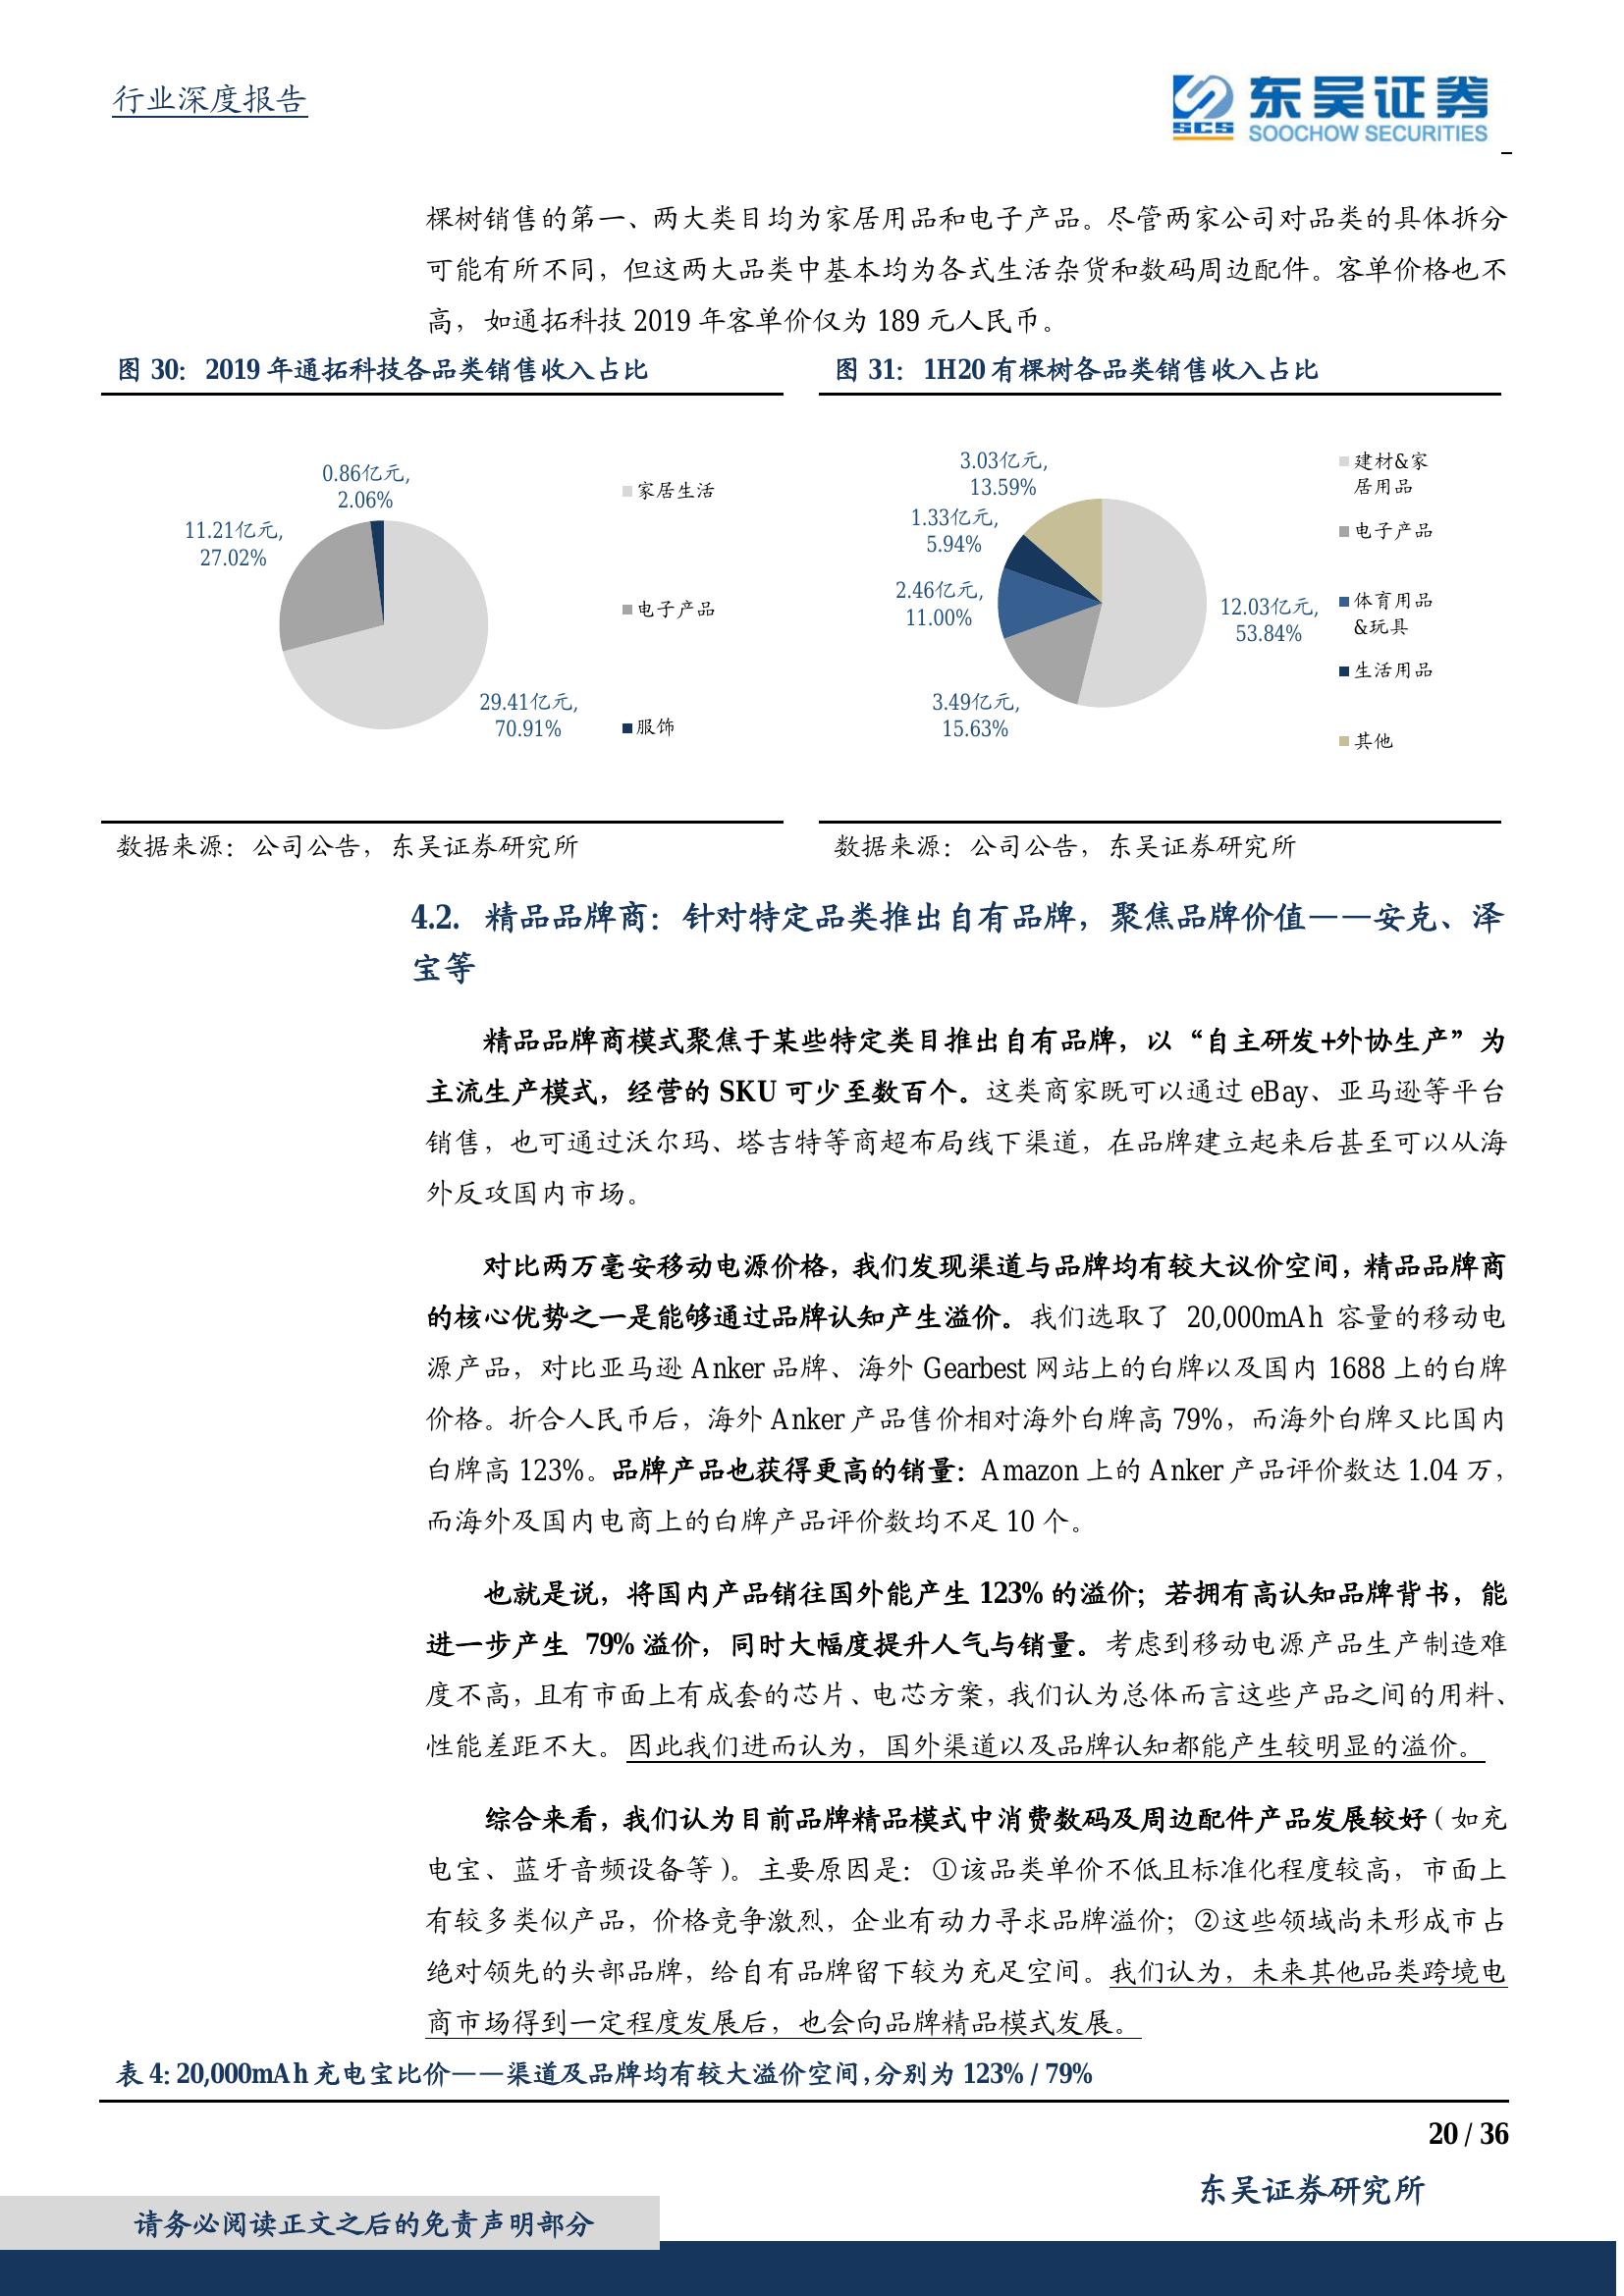 行业深度报告
东吴证券
SCS
SOOCHOW SECURITIES
棵树销售的第一、两大类目均为家居用品和电子产品。尽管两家公司对品类的具体拆分
可能有所不同，但这两大品类中基本均为各式生活杂货和数码周边配件。客单价格也不
高，如通拓科技 2019 年客单价仅为 189 元人民币。
图 30： 2019 年通拓科技各品类销售收入占比
0.86亿元,
2.06%
11.21亿元,
27.02%
29.41亿元,
70.91%
家居生活
电子产品
服饰
数据来源：公司公告，东吴证券研究所
图 31： 1H20 有棵树各品类销售收入占比
3.03亿元,
13.59%
1.33亿元,
5.94%
2.46亿元,
11.00%
3.49亿元,
15.63%
12.03亿元,
53.84%
建材&家
居用品
电子产品
体育用品
&玩具
生活用品
其他
数据来源：公司公告，东吴证券研究所
4.2. 精品品牌商：针对特定品类推出自有品牌，聚焦品牌价值——安克、泽
宝等
精品品牌商模式聚焦于某些特定类目推出自有品牌，以“自主研发+外协生产”为
主流生产模式，经营的 SKU 可少至数百个。这类商家既可以通过 eBay、亚马逊等平台
销售，也可通过沃尔玛、塔吉特等商超布局线下渠道，在品牌建立起来后甚至可以从海
外反攻国内市场。
对比两万毫安移动电源价格，我们发现渠道与品牌均有较大议价空间，精品品牌商
的核心优势之一是能够通过品牌认知产生溢价。我们选取了 20,000mAh 容量的移动电
源产品，对比亚马逊 Anker 品牌、海外 Gearbest 网站上的白牌以及国内 1688 上的白牌
价格。折合人民币后，海外 Anker 产品售价相对海外白牌高 79%，而海外白牌又比国内
白牌高 123%。品牌产品也获得更高的销量：Amazon 上的 Anker 产品评价数达 1.04 万，
而海外及国内电商上的白牌产品评价数均不足 10 个。
也就是说，将国内产品销往国外能产生 123% 的溢价；若拥有高认知品牌背书，能
进一步产生 79% 溢价，同时大幅度提升人气与销量。考虑到移动电源产品生产制造难
度不高，且有市面上有成套的芯片、电芯方案，我们认为总体而言这些产品之间的用料、
性能差距不大。因此我们进而认为，国外渠道以及品牌认知都能产生较明显的溢价。
综合来看，我们认为目前品牌精品模式中消费数码及周边配件产品发展较好（如充
电宝、蓝牙音频设备等）。主要原因是：①该品类单价不低且标准化程度较高，市面上
有较多类似产品，价格竞争激烈，企业有动力寻求品牌溢价；②这些领域尚未形成市占
绝对领先的头部品牌，给自有品牌留下较为充足空间。我们认为，未来其他品类跨境电
商市场得到一定程度发展后，也会向品牌精品模式发展。
表 4: 20,000mAh 充电宝比价——渠道及品牌均有较大溢价空间，分别为 123% / 79%
20 / 36
东吴证券研究所
请务必阅读正文之后的免责声明部分